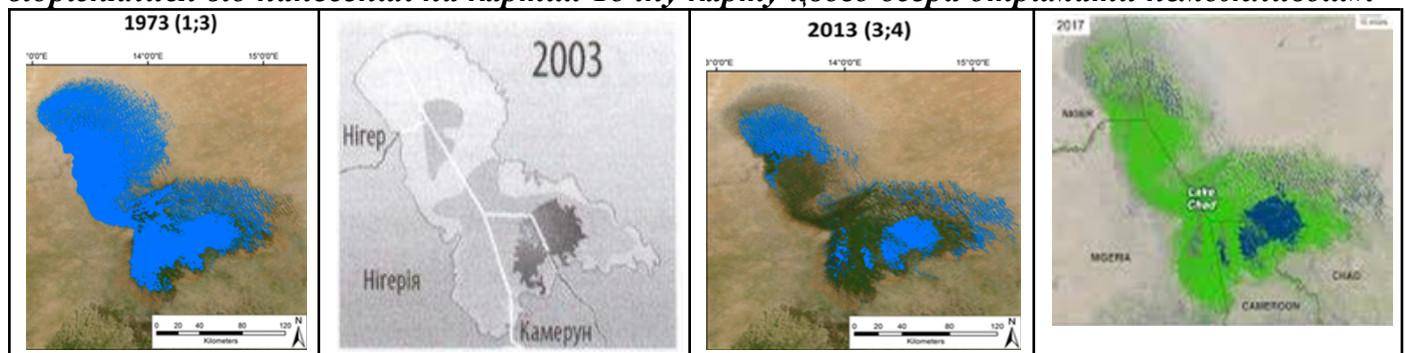 1973 (1;3)
14°0'0"E
15°0'0"E
0 20 40 80 120
Kilometers
N
2003
Нігер
Нігерія
Камерун
2013 (3;4)
14°0'0"E
15°0'0"E
0 20 40 80 120
Kilometers
N
2017
NIGER
Lake
Chad
NIGERIA
CHAD
CAMEROON